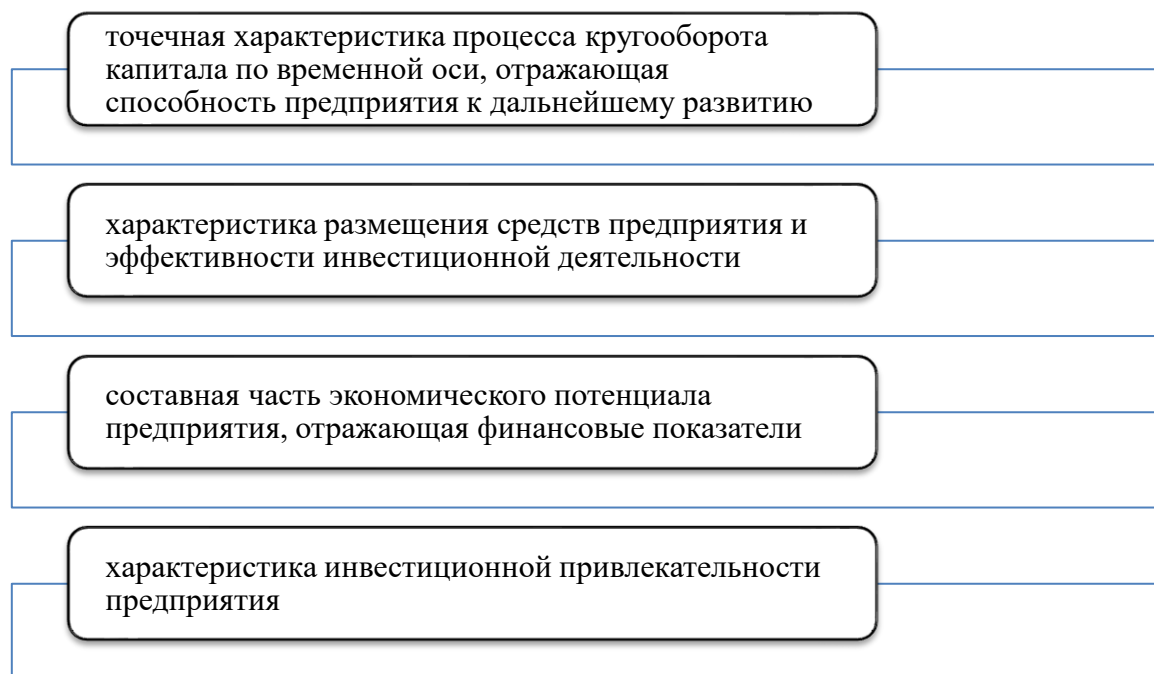 точечная характеристика процесса кругооборота
капитала по временной оси, отражающая
способность предприятия к дальнейшему развитию
характеристика размещения средств предприятия и
эффективности инвестиционной деятельности
составная часть экономического потенциала
предприятия, отражающая финансовые показатели
характеристика инвестиционной привлекательности
предприятия